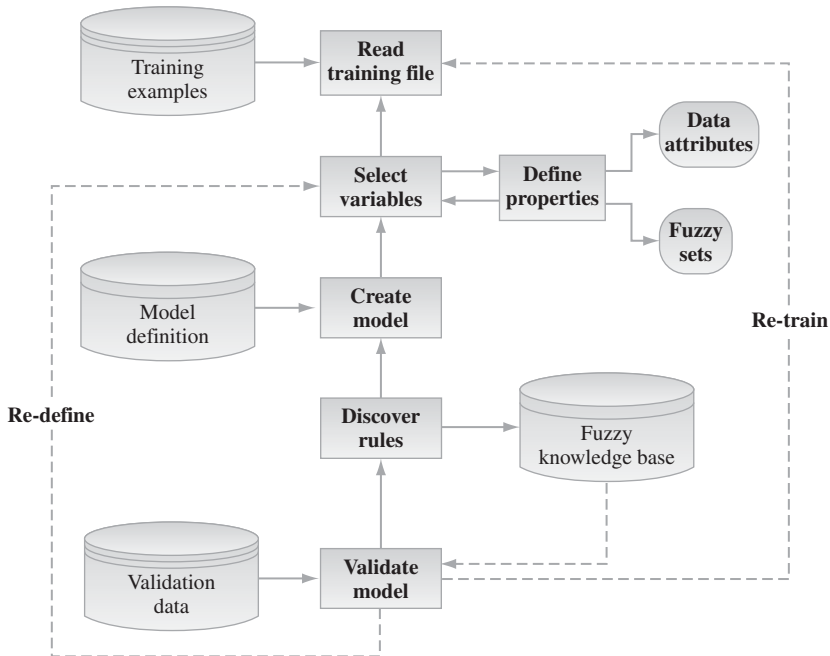 Training
examples
Read
training file
Data
attributes
Select
variables
Define
properties
Fuzzy
sets
Model
definition
Create
model
Re-train
Re-define
Discover
rules
Fuzzy
knowledge base
Validation
data
Validate
model